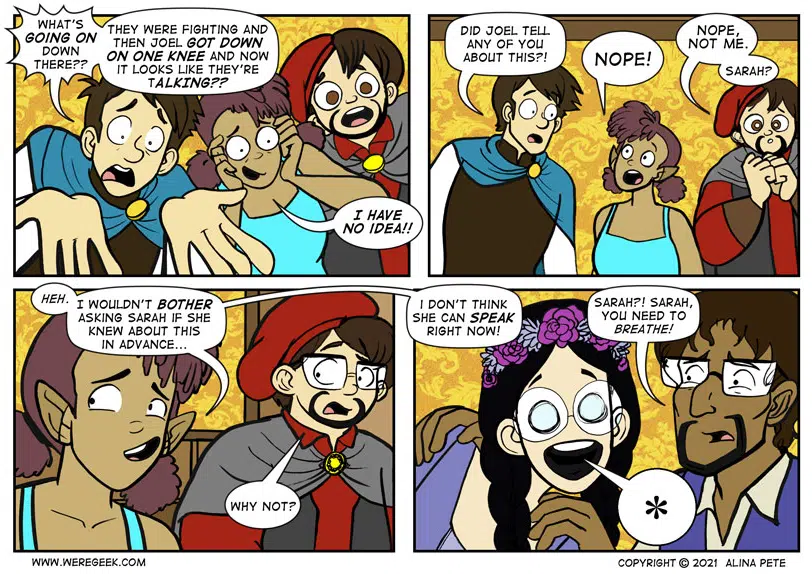 WHAT'S
GOING ON
DOWN
THERE??
THEY WERE FIGHTING AND
THEN JOEL GOT DOWN
ON ONE KNEE AND NOW
IT LOOKS LIKE THEY'RE
TALKING??
I HAVE
NO IDEA!!
DID JOEL TELL
ANY OF YOU
ABOUT THIS?!
NOPE!
NOPE,
NOT ME.
SARAH?
HEH.
I WOULDN'T BOTHER
ASKING SARAH IF SHE
KNEW ABOUT THIS
IN ADVANCE...
WHY NOT?
I DON'T THINK
SHE CAN SPEAK
RIGHT NOW!
SARAH?! SARAH,
YOU NEED TO
BREATHE!
*
WWW.WEREGEEK.COM
COPYRIGHT © 2021 ALINA PETE